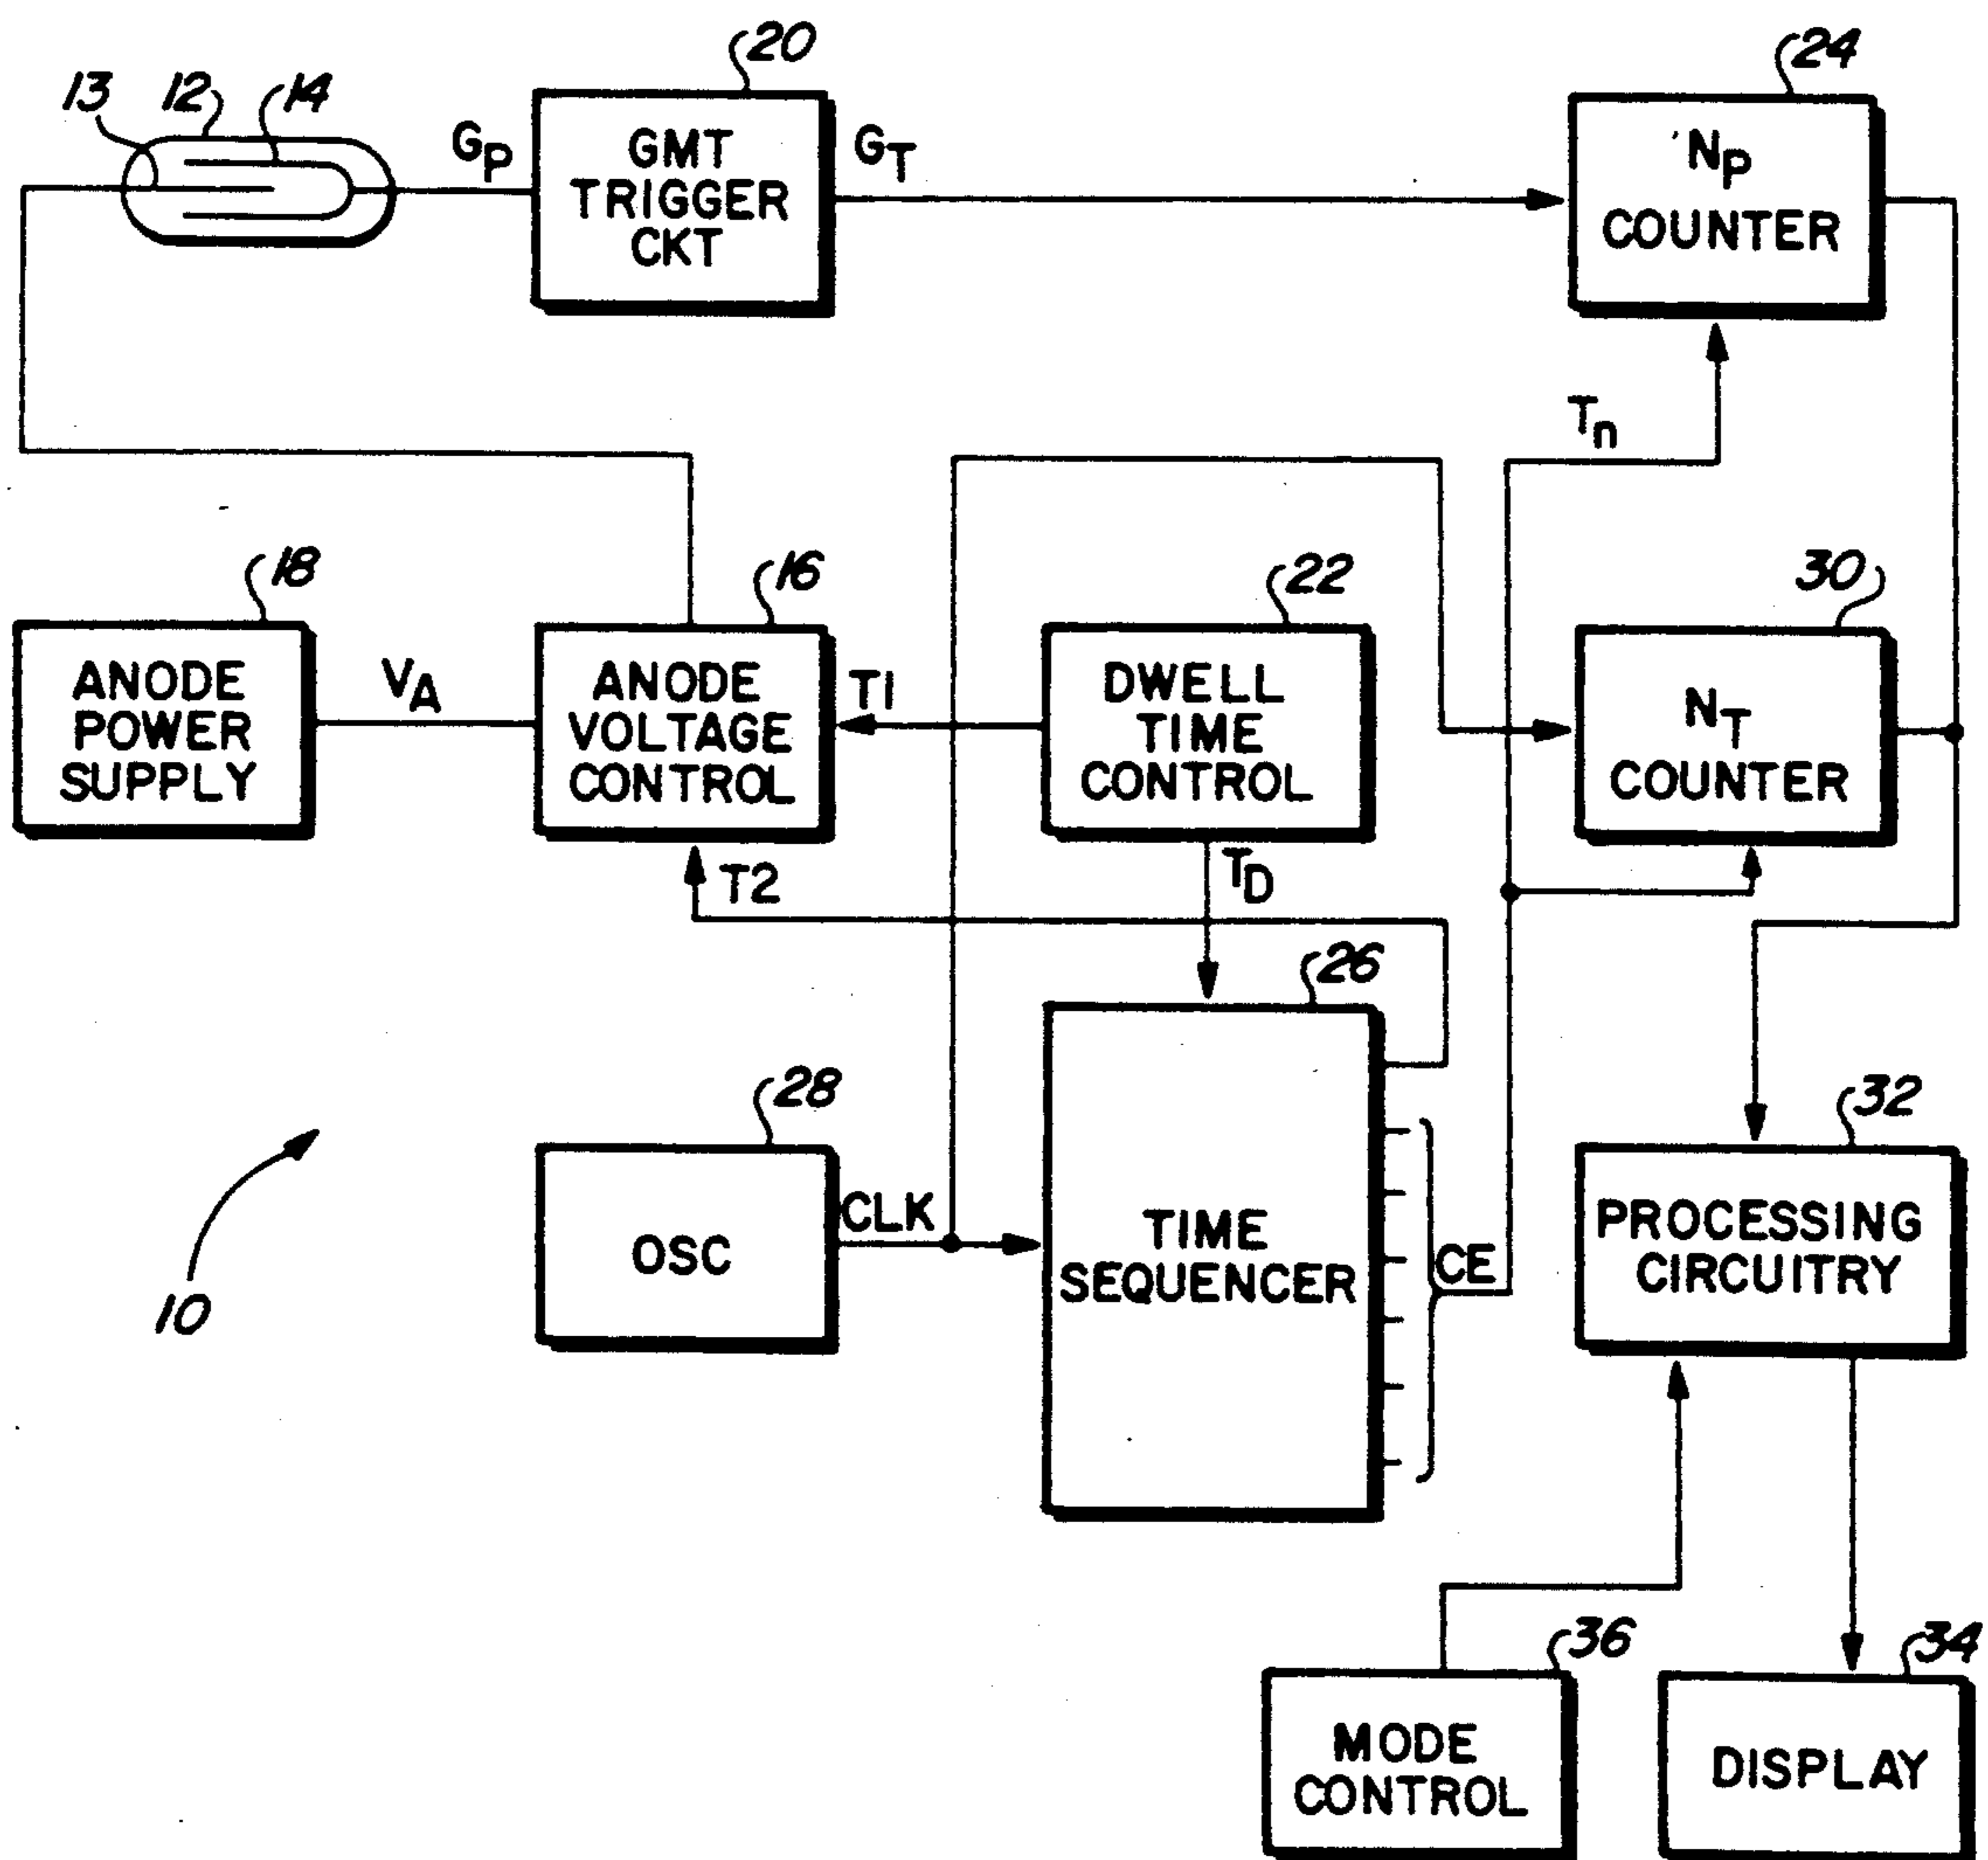 20
24
13 12 14
GP
GMT
TRIGGER
CKT
GT
NP
COUNTER
Tn
18
16
22
30
ANODE
POWER
SUPPLY
VA
ANODE
VOLTAGE
CONTROL
T1
DWELL
TIME
CONTROL
NT
COUNTER
T2
TD
26
28
32
OSC
CLK
TIME
SEQUENCER
CE
PROCESSING
CIRCUITRY
10
36
34
MODE
CONTROL
DISPLAY